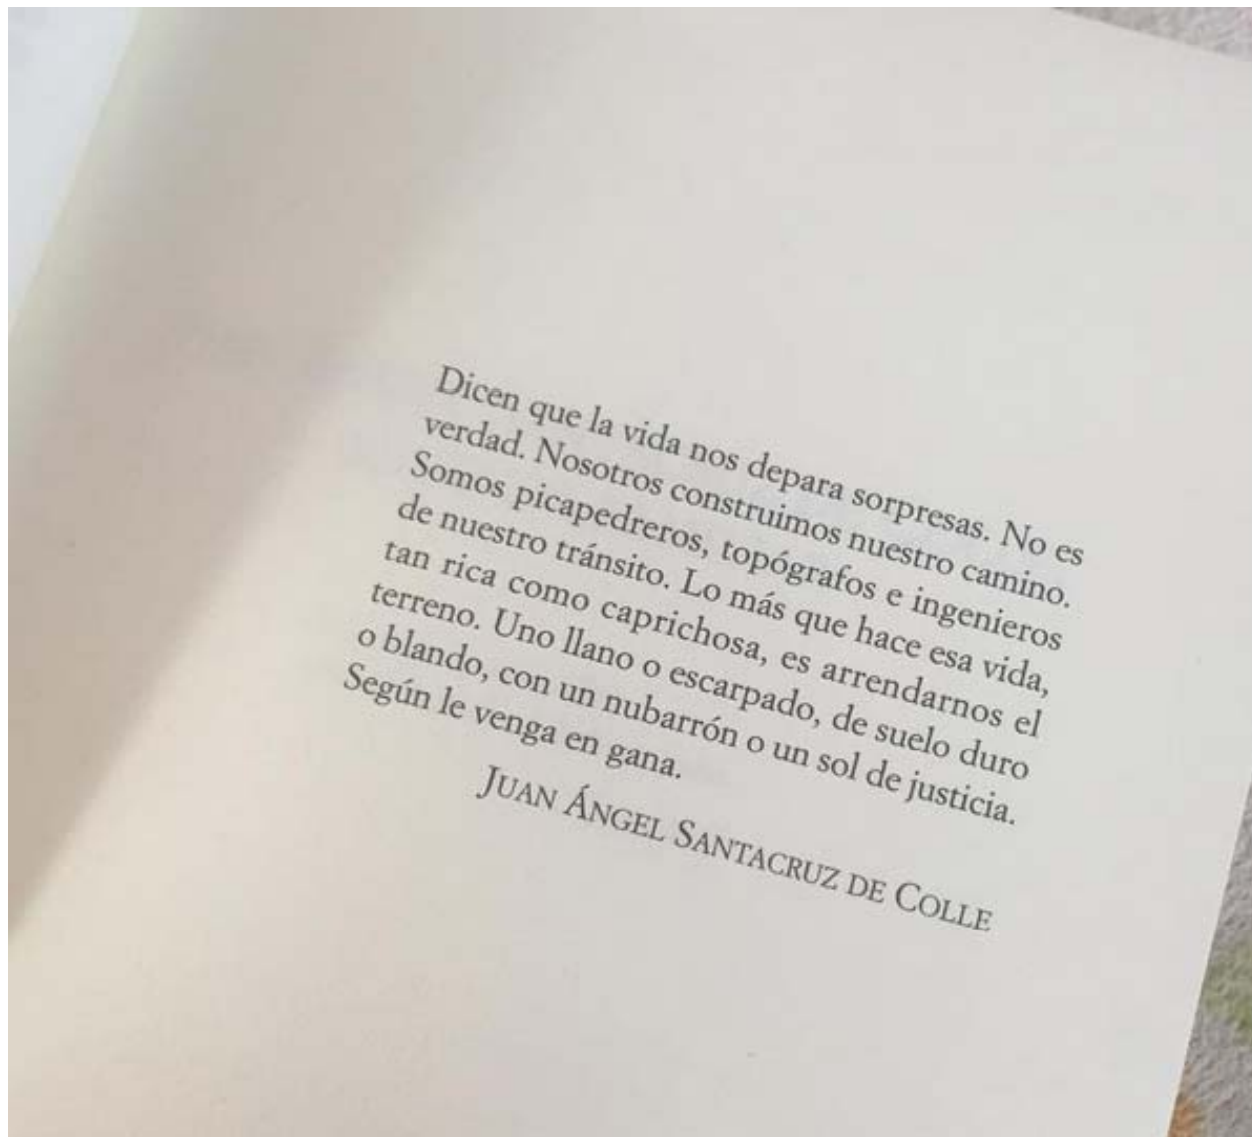 Dicen que la vida nos depara sorpresas. No es
verdad. Nosotros construimos nuestro camino.
Somos picapedreros, topógrafos e ingenieros
de nuestro tránsito. Lo más que hace esa vida,
tan rica como caprichosa, es arrendarnos el
terreno. Uno llano o escarpado, de suelo duro
o blando, con un nubarrón o un sol de justicia.
Según le venga en gana.
JUAN ÁNGEL SANTACRUZ DE COLLE